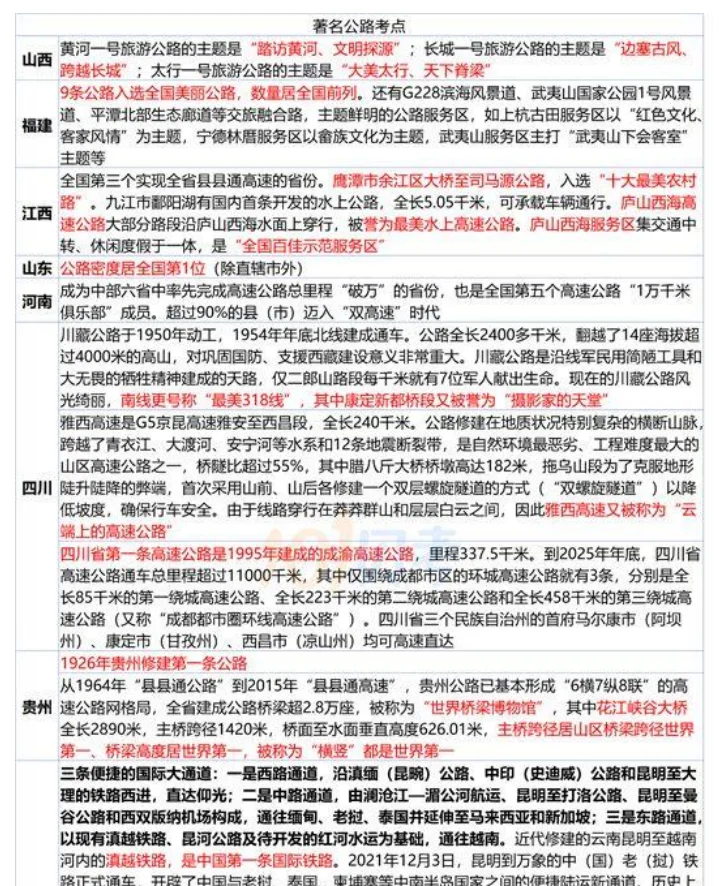 著名公路考点
山西
黄河一号旅游公路的主题是“踏访黄河、文明探源”；长城一号旅游公路的主题是“边塞古风、
跨越长城”；太行一号旅游公路的主题是“大美太行、天下脊梁”
福建
9条公路入选全国美丽公路，数量居全国前列。还有G228滨海风景道、武夷山国家公园1号风景
道、平潭北部生态廊道等交旅融合路，主题鲜明的公路服务区，如上杭古田服务区以“红色文化、
客家风情”为主题，宁德林厝服务区以畲族文化为主题，武夷山服务区主打“武夷山下会客室”
主题等
江西
全国第三个实现全省县县通高速的省份。鹰潭市余江区大桥至司马源公路，入选“十大最美农村
路”。九江市鄱阳湖有国内首条开发的水上公路，全长5.05千米，可承载车辆通行。庐山西海高
速公路大部分路段沿庐山西海水面上穿行，被誉为最美水上高速公路。庐山西海服务区集交通中
转、休闲度假于一体，是“全国百佳示范服务区”
山东
公路密度居全国第1位（除直辖市外）
河南
成为中部六省中率先完成高速公路总里程“破万”的省份，也是全国第五个高速公路“1万千米
俱乐部”成员。超过90%的县（市）迈入“双高速”时代
四川
川藏公路于1950年动工，1954年年底北线建成通车。公路全长2400多千米，翻越了14座海拔超
过4000米的高山，对巩固国防、支援西藏建设意义非常重大。川藏公路是沿线军民用简陋工具和
大无畏的牺牲精神建成的天路，仅二郎山路段每千米就有7位军人献出生命。现在的川藏公路风
光绮丽，南线更号称“最美318线”，其中康定新都桥段又被誉为“摄影家的天堂”
雅西高速是G5京昆高速雅安至西昌段，全长240千米。公路修建在地质状况特别复杂的横断山脉，
跨越了青衣江、大渡河、安宁河等水系和12条地震断裂带，是自然环境最恶劣、工程难度最大的
山区高速公路之一，桥隧比超过55%，其中腊八斤大桥桥墩高达182米，拖乌山段为了克服地形
陡升陡降的弊端，首次采用山前、山后各修建一个双层螺旋隧道的方式（“双螺旋隧道”）以降
低坡度，确保行车安全。由于线路穿行在莽莽群山和层层白云之间，因此雅西高速又被称为“云
端上的高速公路”
四川省第一条高速公路是1995年建成的成渝高速公路，里程337.5千米。到2025年年底，四川省
高速公路通车总里程超过11000千米，其中仅围绕成都市区的环城高速公路就有3条，分别是全
长85千米的第一绕城高速公路、全长223千米的第二绕城高速公路和全长458千米的第三绕城高
速公路（又称“成都都市圈环线高速公路”）。四川省三个民族自治州的首府马尔康市（阿坝
州）、康定市（甘孜州）、西昌市（凉山州）均可高速直达
贵州
1926年贵州修建第一条公路
从1964年“县县通公路”到2015年“县县通高速”，贵州公路已基本形成“6横7纵8联”的高
速公路网格局，全省建成公路桥梁超2.8万座，被称为“世界桥梁博物馆”，其中花江峡谷大桥
全长2890米，主桥跨径1420米，桥面至水面垂直高度626.01米，主桥跨径居山区桥梁跨径世界
第一、桥梁高度居世界第一，被称为“横竖”都是世界第一
三条便捷的国际大通道：一是西路通道，沿滇缅（昆畹）公路、中印（史迪威）公路和昆明至大
理的铁路西进，直达仰光；二是中路通道，由澜沧江—湄公河航运、昆明至打洛公路、昆明至曼
谷公路和西双版纳机场构成，通往缅甸、老挝、泰国并延伸至马来西亚和新加坡；三是东路通道，
以现有滇越铁路、昆河公路及待开发的红河水运为基础，通往越南。近代修建的云南昆明至越南
河内的滇越铁路，是中国第一条国际铁路。2021年12月3日，昆明到万象的中（国）老（挝）铁
路正式通车，开辟了中国与老挝、泰国、柬埔寨等中南半岛国家之间的便捷陆运新通道，历史上